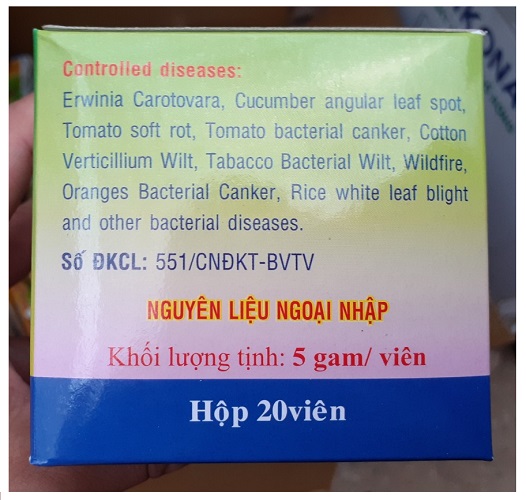 Controlled diseases:
Erwinia Carotovara, Cucumber angular leaf spot,
Tomato soft rot, Tomato bacterial canker, Cotton
Verticillium Wilt, Tabacco Bacterial Wilt, Wildfire,
Oranges Bacterial Canker, Rice white leaf blight
and other bacterial diseases.
Số ĐKCL: 551/CNĐKT-BVTV
NGUYÊN LIỆU NGOẠI NHẬP
Khối lượng tịnh: 5 gam/ viên
Hộp 20viên